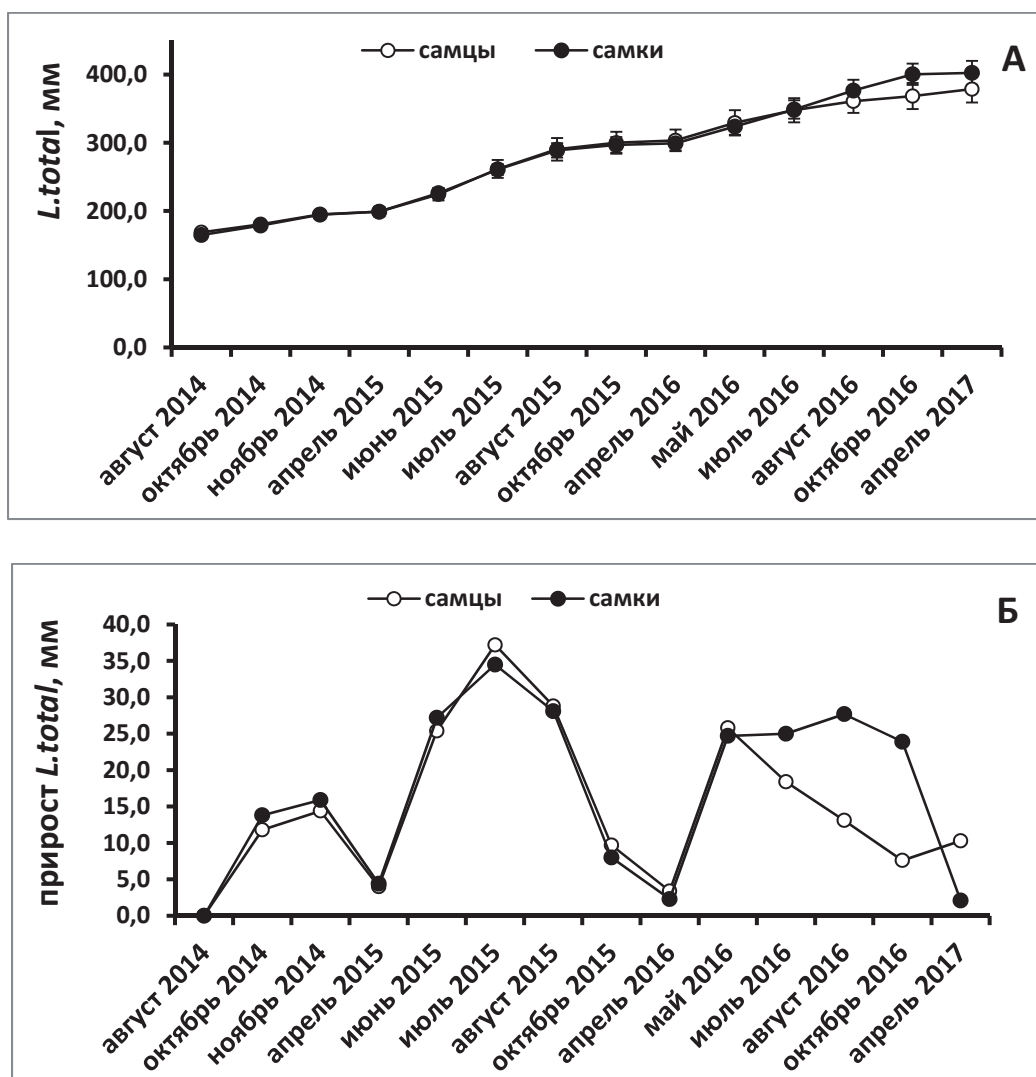 самцы самки А
L.total, мм
400,0
300,0
200,0
100,0
0,0
август 2014
октябрь 2014
ноябрь 2014
апрель 2015
июнь 2015
июль 2015
август 2015
октябрь 2015
апрель 2016
май 2016
июль 2016
август 2016
октябрь 2016
апрель 2017
самцы самки Б
прирост L.total, мм
40,0
35,0
30,0
25,0
20,0
15,0
10,0
5,0
0,0
август 2014
октябрь 2014
ноябрь 2014
апрель 2015
июнь 2015
июль 2015
август 2015
октябрь 2015
апрель 2016
май 2016
июль 2016
август 2016
октябрь 2016
апрель 2017